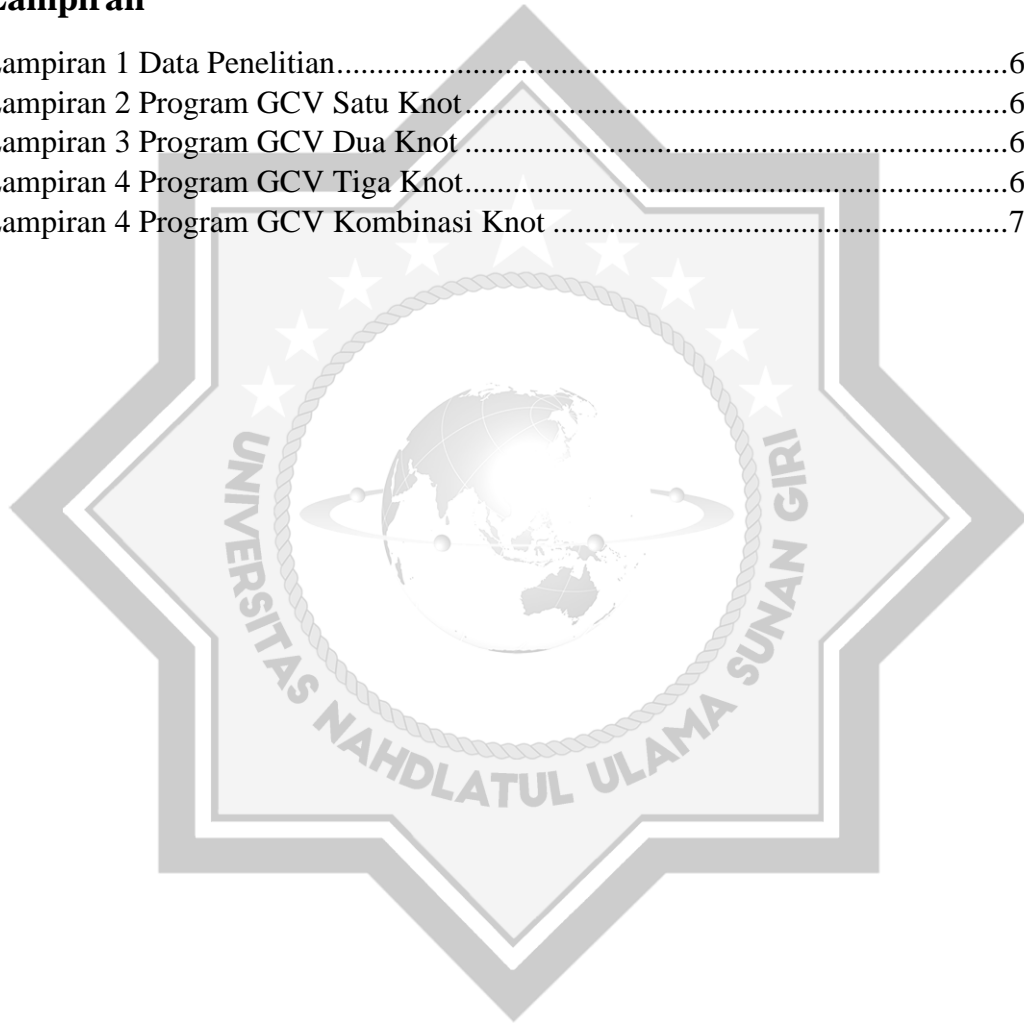 ampiran
ampiran 1 Data Penelitian....................................................................................6
ampiran 2 Program GCV Satu Knot....................................................................6
ampiran 3 Program GCV Dua Knot ....................................................................6
ampiran 4 Program GCV Tiga Knot....................................................................6
ampiran 4 Program GCV Kombinasi Knot .........................................................7
UNIVERSITAS NAHDLATUL ULAMA SUNAN GIRI